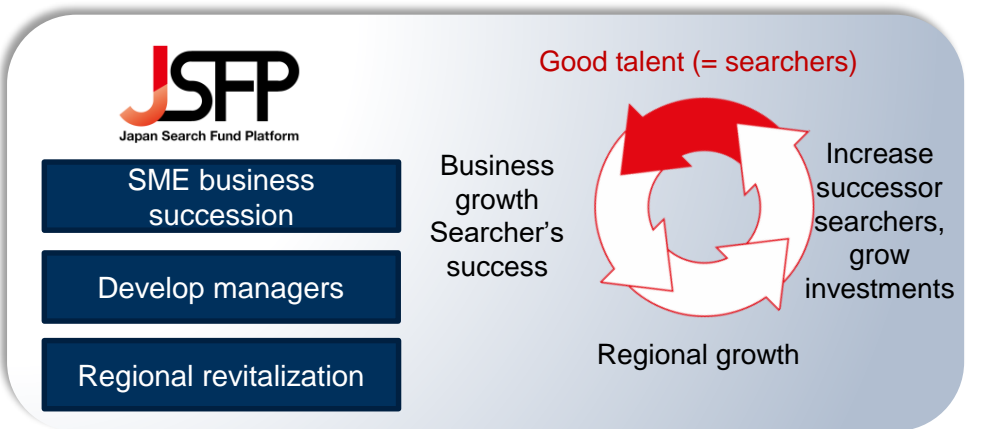 JSFP
Japan Search Fund Platform
SME business
succession
Develop managers
Regional revitalization
Good talent (= searchers)
Business
growth
Searcher’s
success
Increase
successor
searchers,
grow
investments
Regional growth